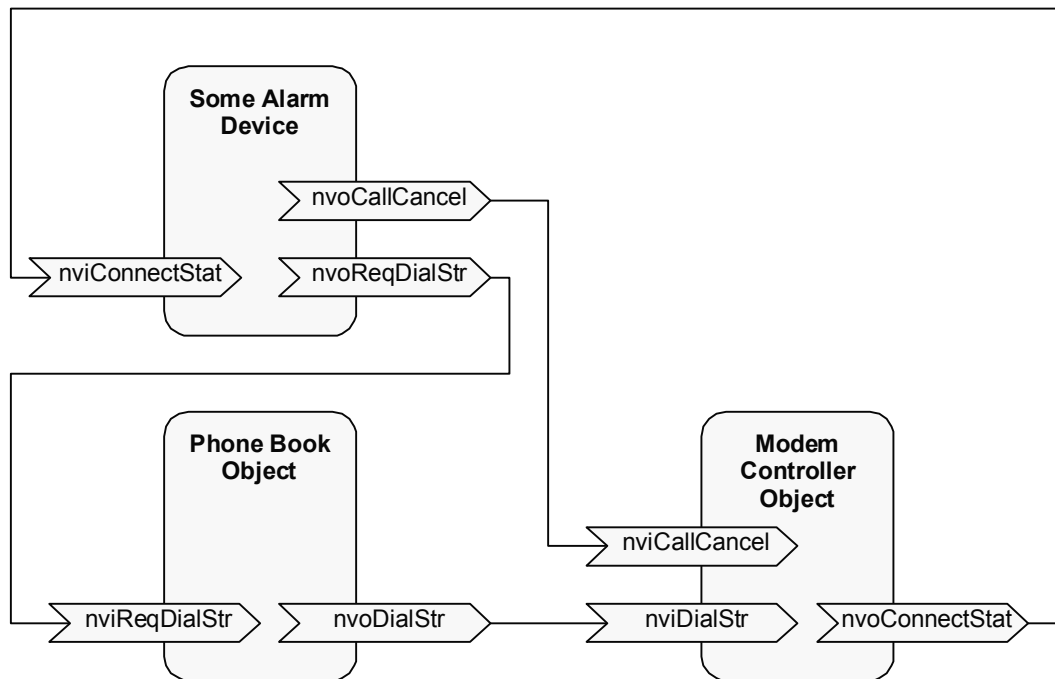 Some Alarm
Device
nvoCallCancel
nviConnectStat
nvoReqDialStr
Phone Book
Object
Modem
Controller
Object
nviCallCancel
nviReqDialStr
nvoDialStr
nviDialStr
nvoConnectStat